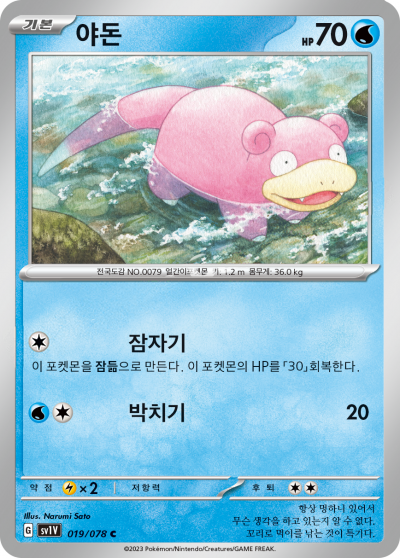 기본 야돈 HP 70
전국도감 NO.0079 얼간이포켓몬 키: 1.2 m 몸무게: 36.0 kg
잠자기
이 포켓몬을 잠듦으로 만든다. 이 포켓몬의 HP를 「30」회복한다.
박치기 20
약점 ×2 저항력 후퇴
Illus. Narumi Sato
항상 멍하니 있어서
G sv1V 무슨 생각을 하고 있는지 알 수 없다.
019/078 C 꼬리로 먹이를 낚는 것이 특기다.
©2023 Pokémon/Nintendo/Creatures/GAME FREAK.